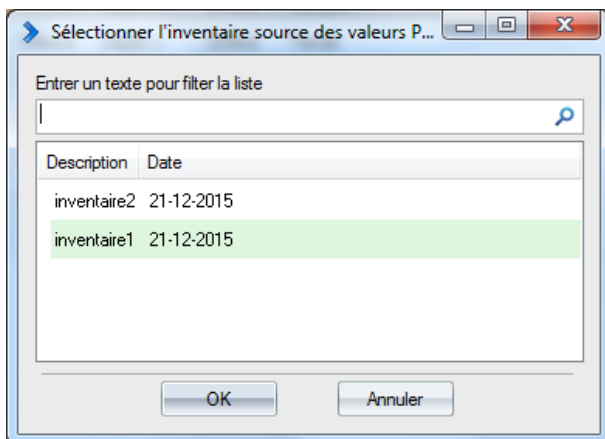 Sélectionner l'inventaire source des valeurs P...
Entrer un texte pour filter la liste
Description Date
inventaire2 21-12-2015
inventaire1 21-12-2015
OK Annuler